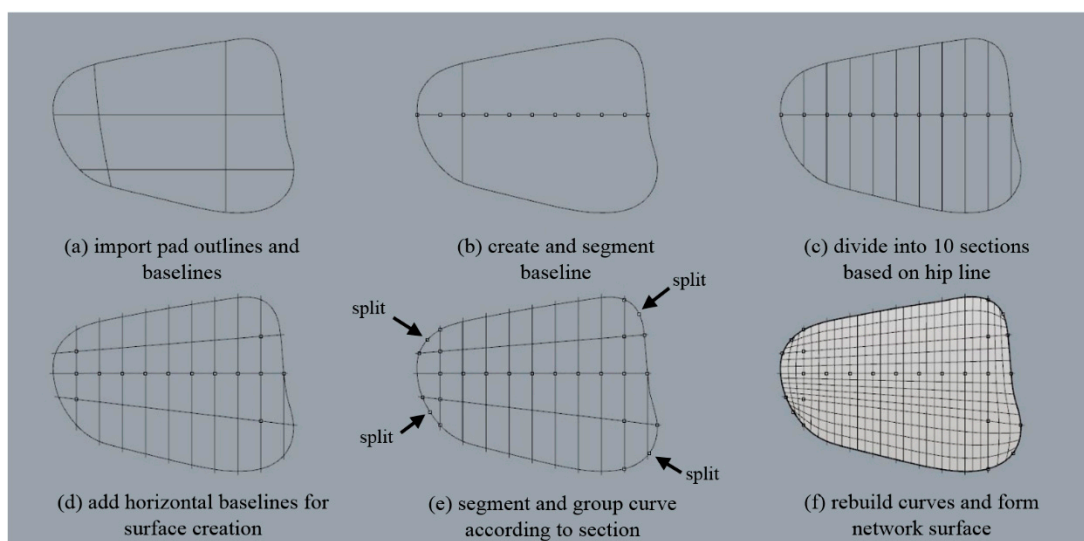 (a) import pad outlines and
baselines
(b) create and segment
baseline
(c) divide into 10 sections
based on hip line
split
split
split
split
(d) add horizontal baselines for
surface creation
(e) segment and group curve
according to section
(f) rebuild curves and form
network surface